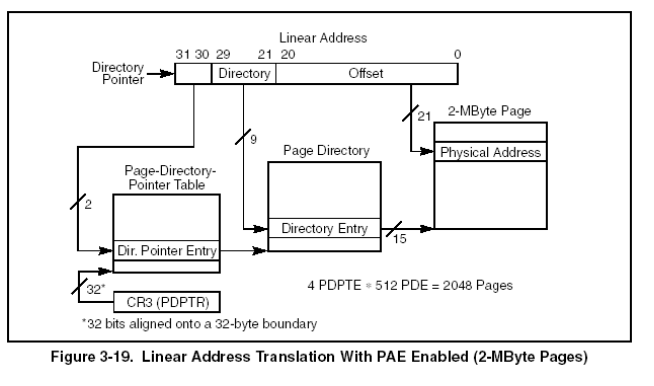 Linear Address
31 30 29 21 20 0
Directory
Pointer
Directory
Offset
21
2-MByte Page
9
Physical Address
Page Directory
Page-Directory-
Pointer Table
2
Directory Entry
15
Dir. Pointer Entry
32*
4 PDPTE ∗ 512 PDE = 2048 Pages
CR3 (PDPTR)
*32 bits aligned onto a 32-byte boundary
Figure 3-19. Linear Address Translation With PAE Enabled (2-MByte Pages)